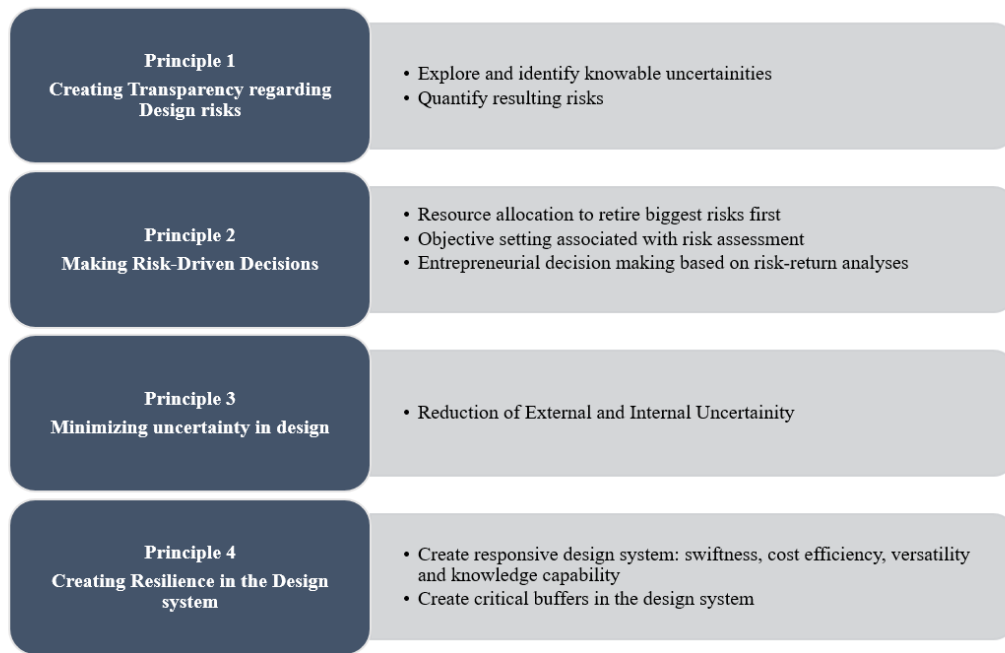 Principle 1
Creating Transparency regarding
Design risks
• Explore and identify knowable uncertainities
• Quantify resulting risks
Principle 2
Making Risk-Driven Decisions
• Resource allocation to retire biggest risks first
• Objective setting associated with risk assessment
• Entrepreneurial decision making based on risk-return analyses
Principle 3
Minimizing uncertainty in design
• Reduction of External and Internal Uncertainity
Principle 4
Creating Resilience in the Design
system
• Create responsive design system: swiftness, cost efficiency, versatility
and knowledge capability
• Create critical buffers in the design system